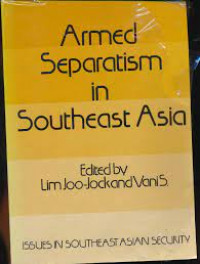 Armed
Separatism
in
Southeast Asia
Edited by
Lim Joo-Jock and Vani S.
ISSUES IN SOUTHEAST ASIAN SECURITY